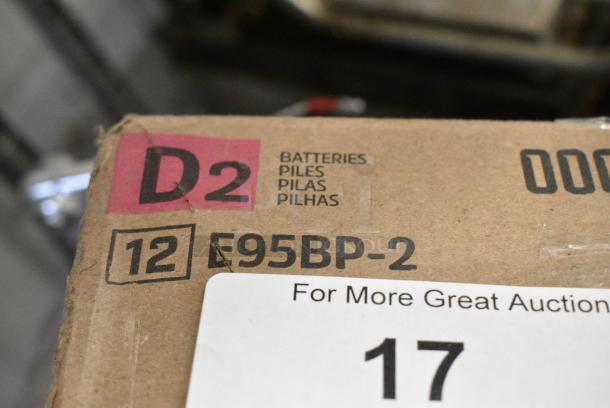 D2
BATTERIES
PILES
PILAS
PILHAS
000
12 E95BP-2
For More Great Auction
17